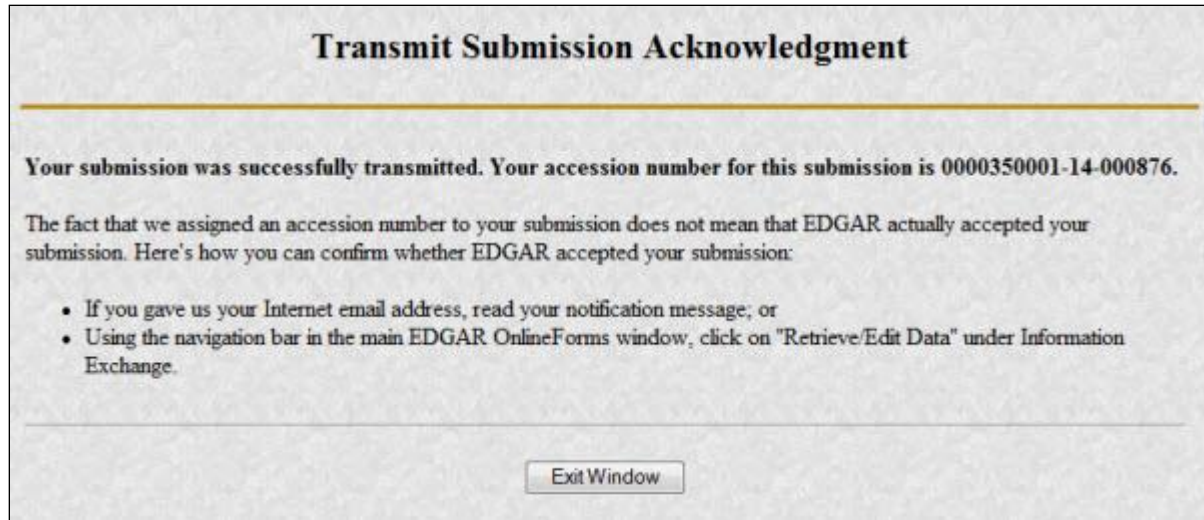 Transmit Submission Acknowledgment
Your submission was successfully transmitted. Your accession number for this submission is 0000350001-14-000876.
The fact that we assigned an accession number to your submission does not mean that EDGAR actually accepted your
submission. Here's how you can confirm whether EDGAR accepted your submission:
• If you gave us your Internet email address, read your notification message; or
• Using the navigation bar in the main EDGAR OnlineForms window, click on "Retrieve/Edit Data" under Information
Exchange.
Exit Window